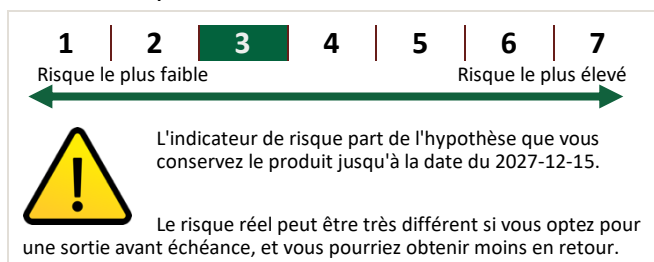 1 2 3 4 5 6 7
Risque le plus faible Risque le plus élevé
L'indicateur de risque part de l'hypothèse que vous
conservez le produit jusqu'à la date du 2027-12-15.
Le risque réel peut être très différent si vous optez pour
une sortie avant échéance, et vous pourriez obtenir moins en retour.